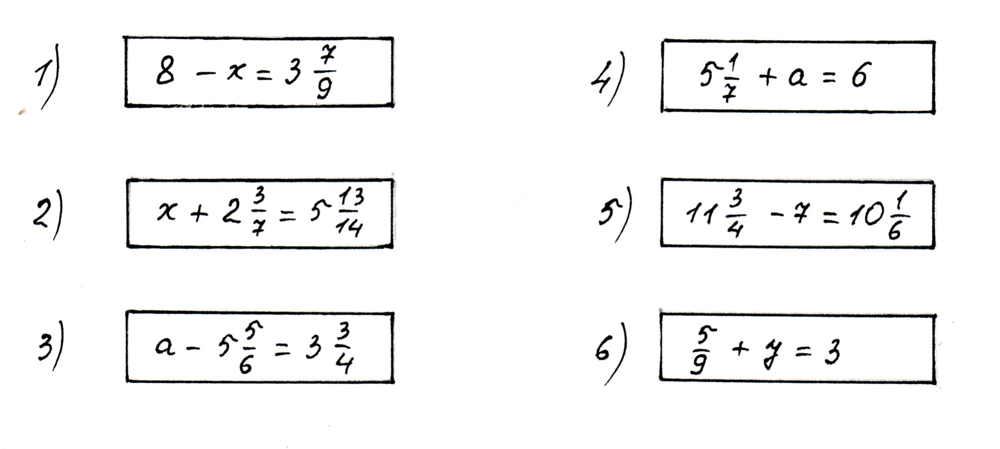 1) 8 - x = 3 7/9
2) x + 2 3/7 = 5 13/14
3) a - 5 5/6 = 3 3/4
4) 5 1/7 + a = 6
5) 11 3/4 - 7 = 10 1/6
6) 5/9 + y = 3